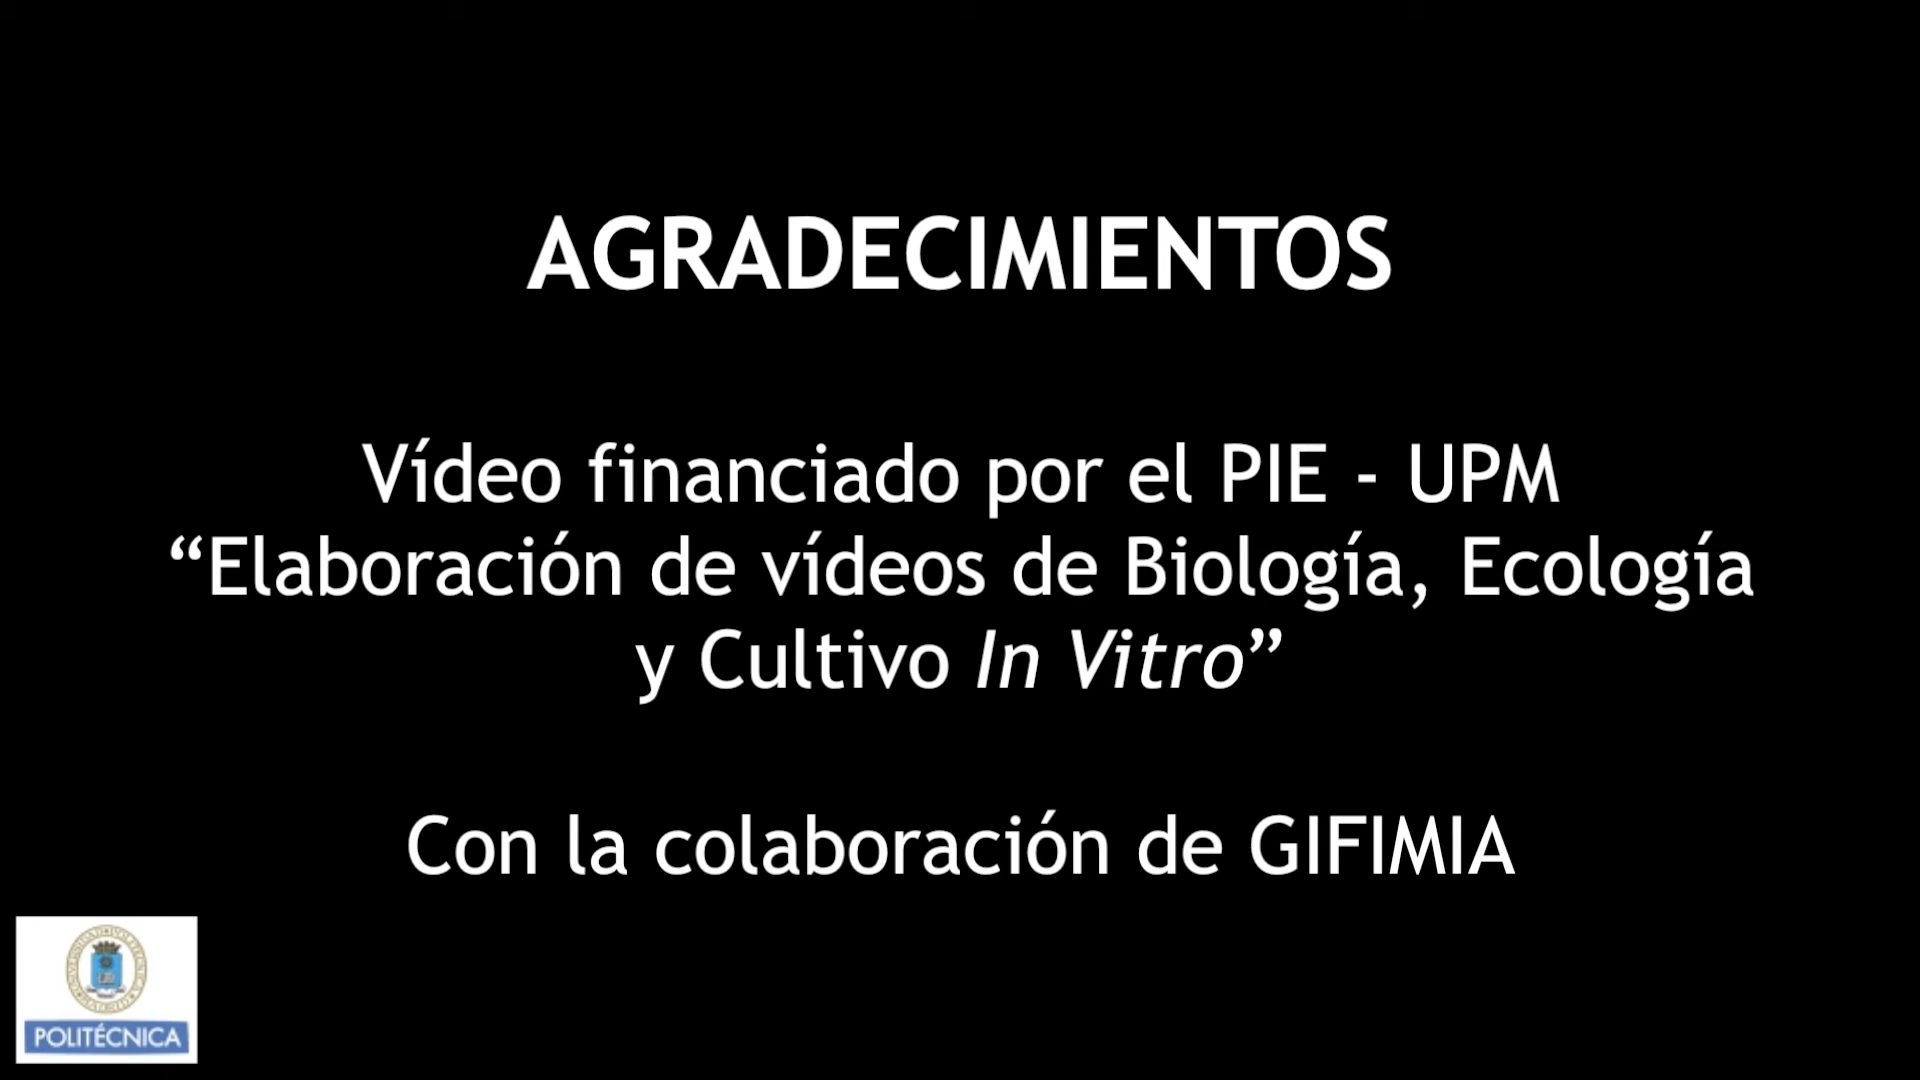 AGRADECIMIENTOS
Vídeo financiado por el PIE - UPM
“Elaboración de vídeos de Biología, Ecología
y Cultivo In Vitro”
Con la colaboración de GIFIMIA
POLITÉCNICA